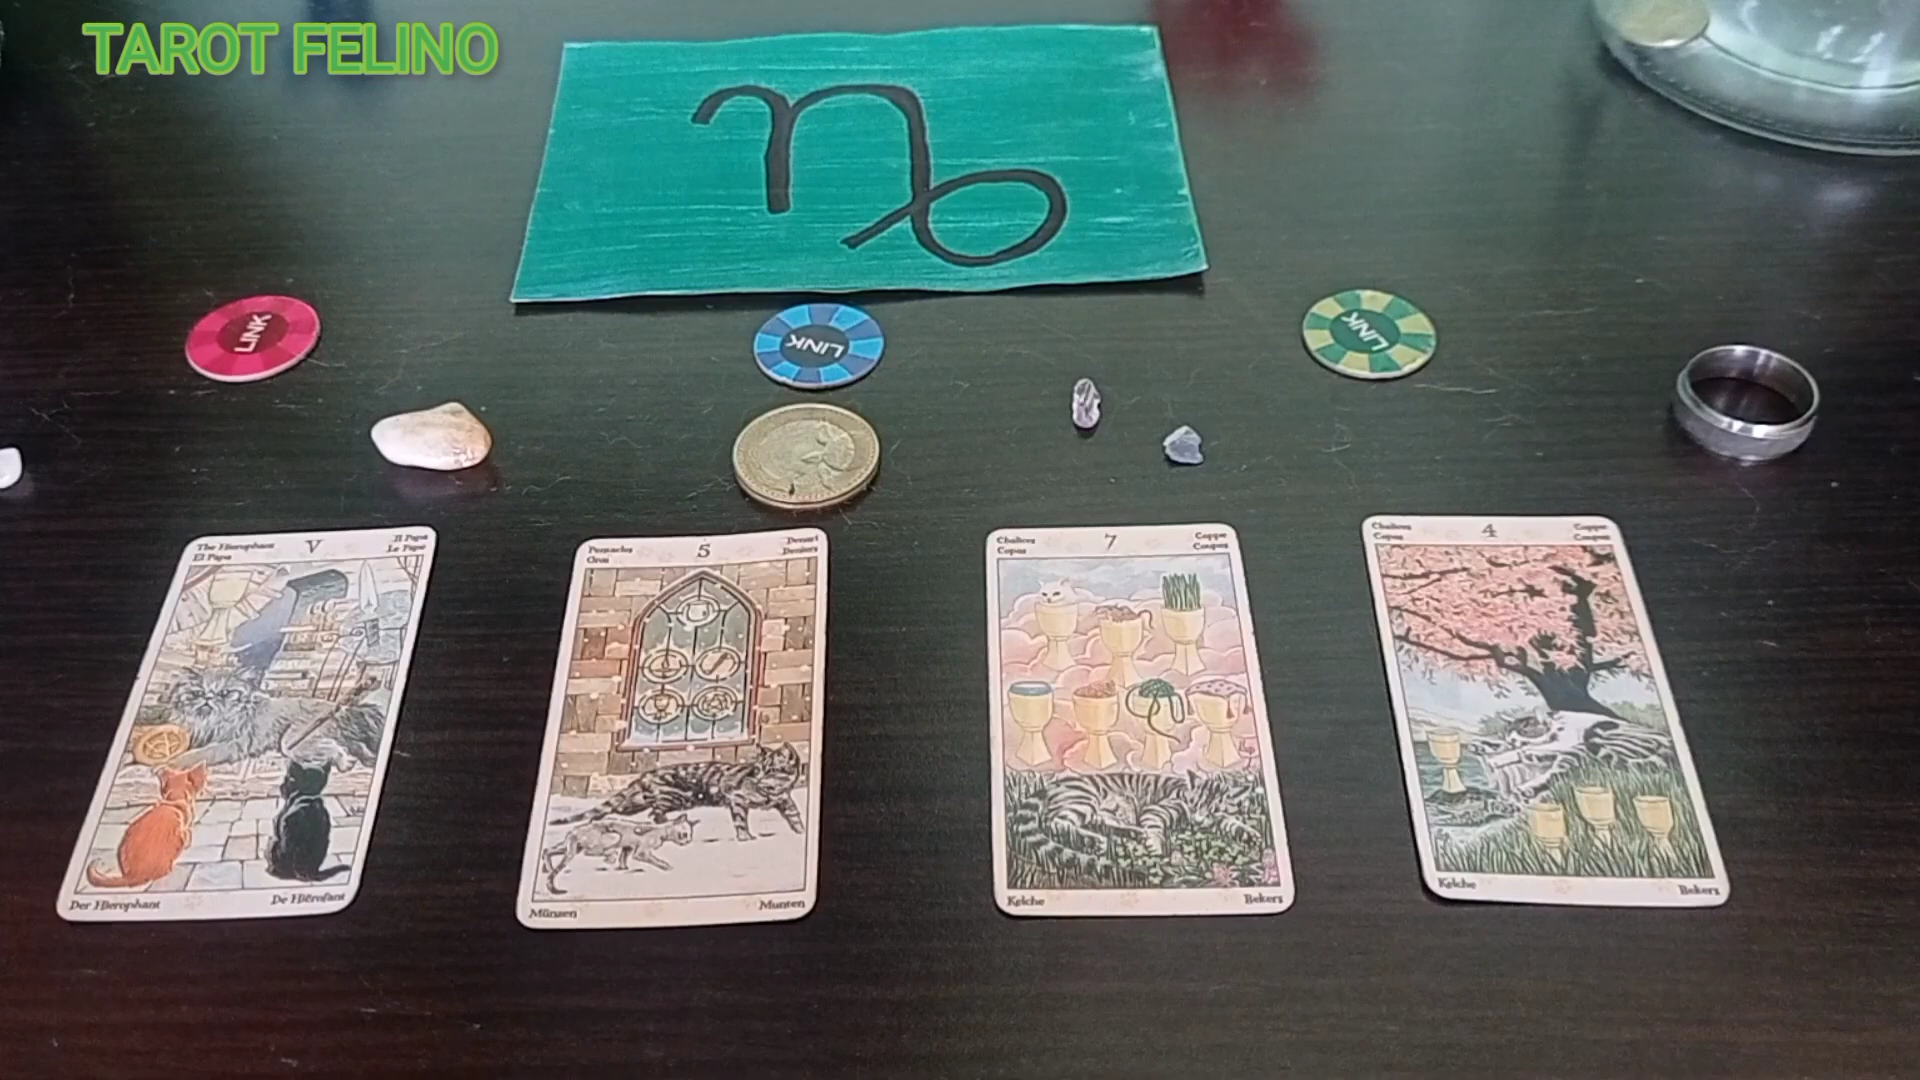 TAROT FELINO
LINK
LINK
LINK
The Hierophant
El Papa
V
Il Papa
Le Pape
Der Hierophant
De Hiërofant
Pentacles
Oros
5
Denari
Deniers
Münzen
Munten
Chalices
Copas
7
Coppe
Coupes
Kelche
Bekers
Chalices
Copas
4
Coppe
Coupes
Kelche
Bekers